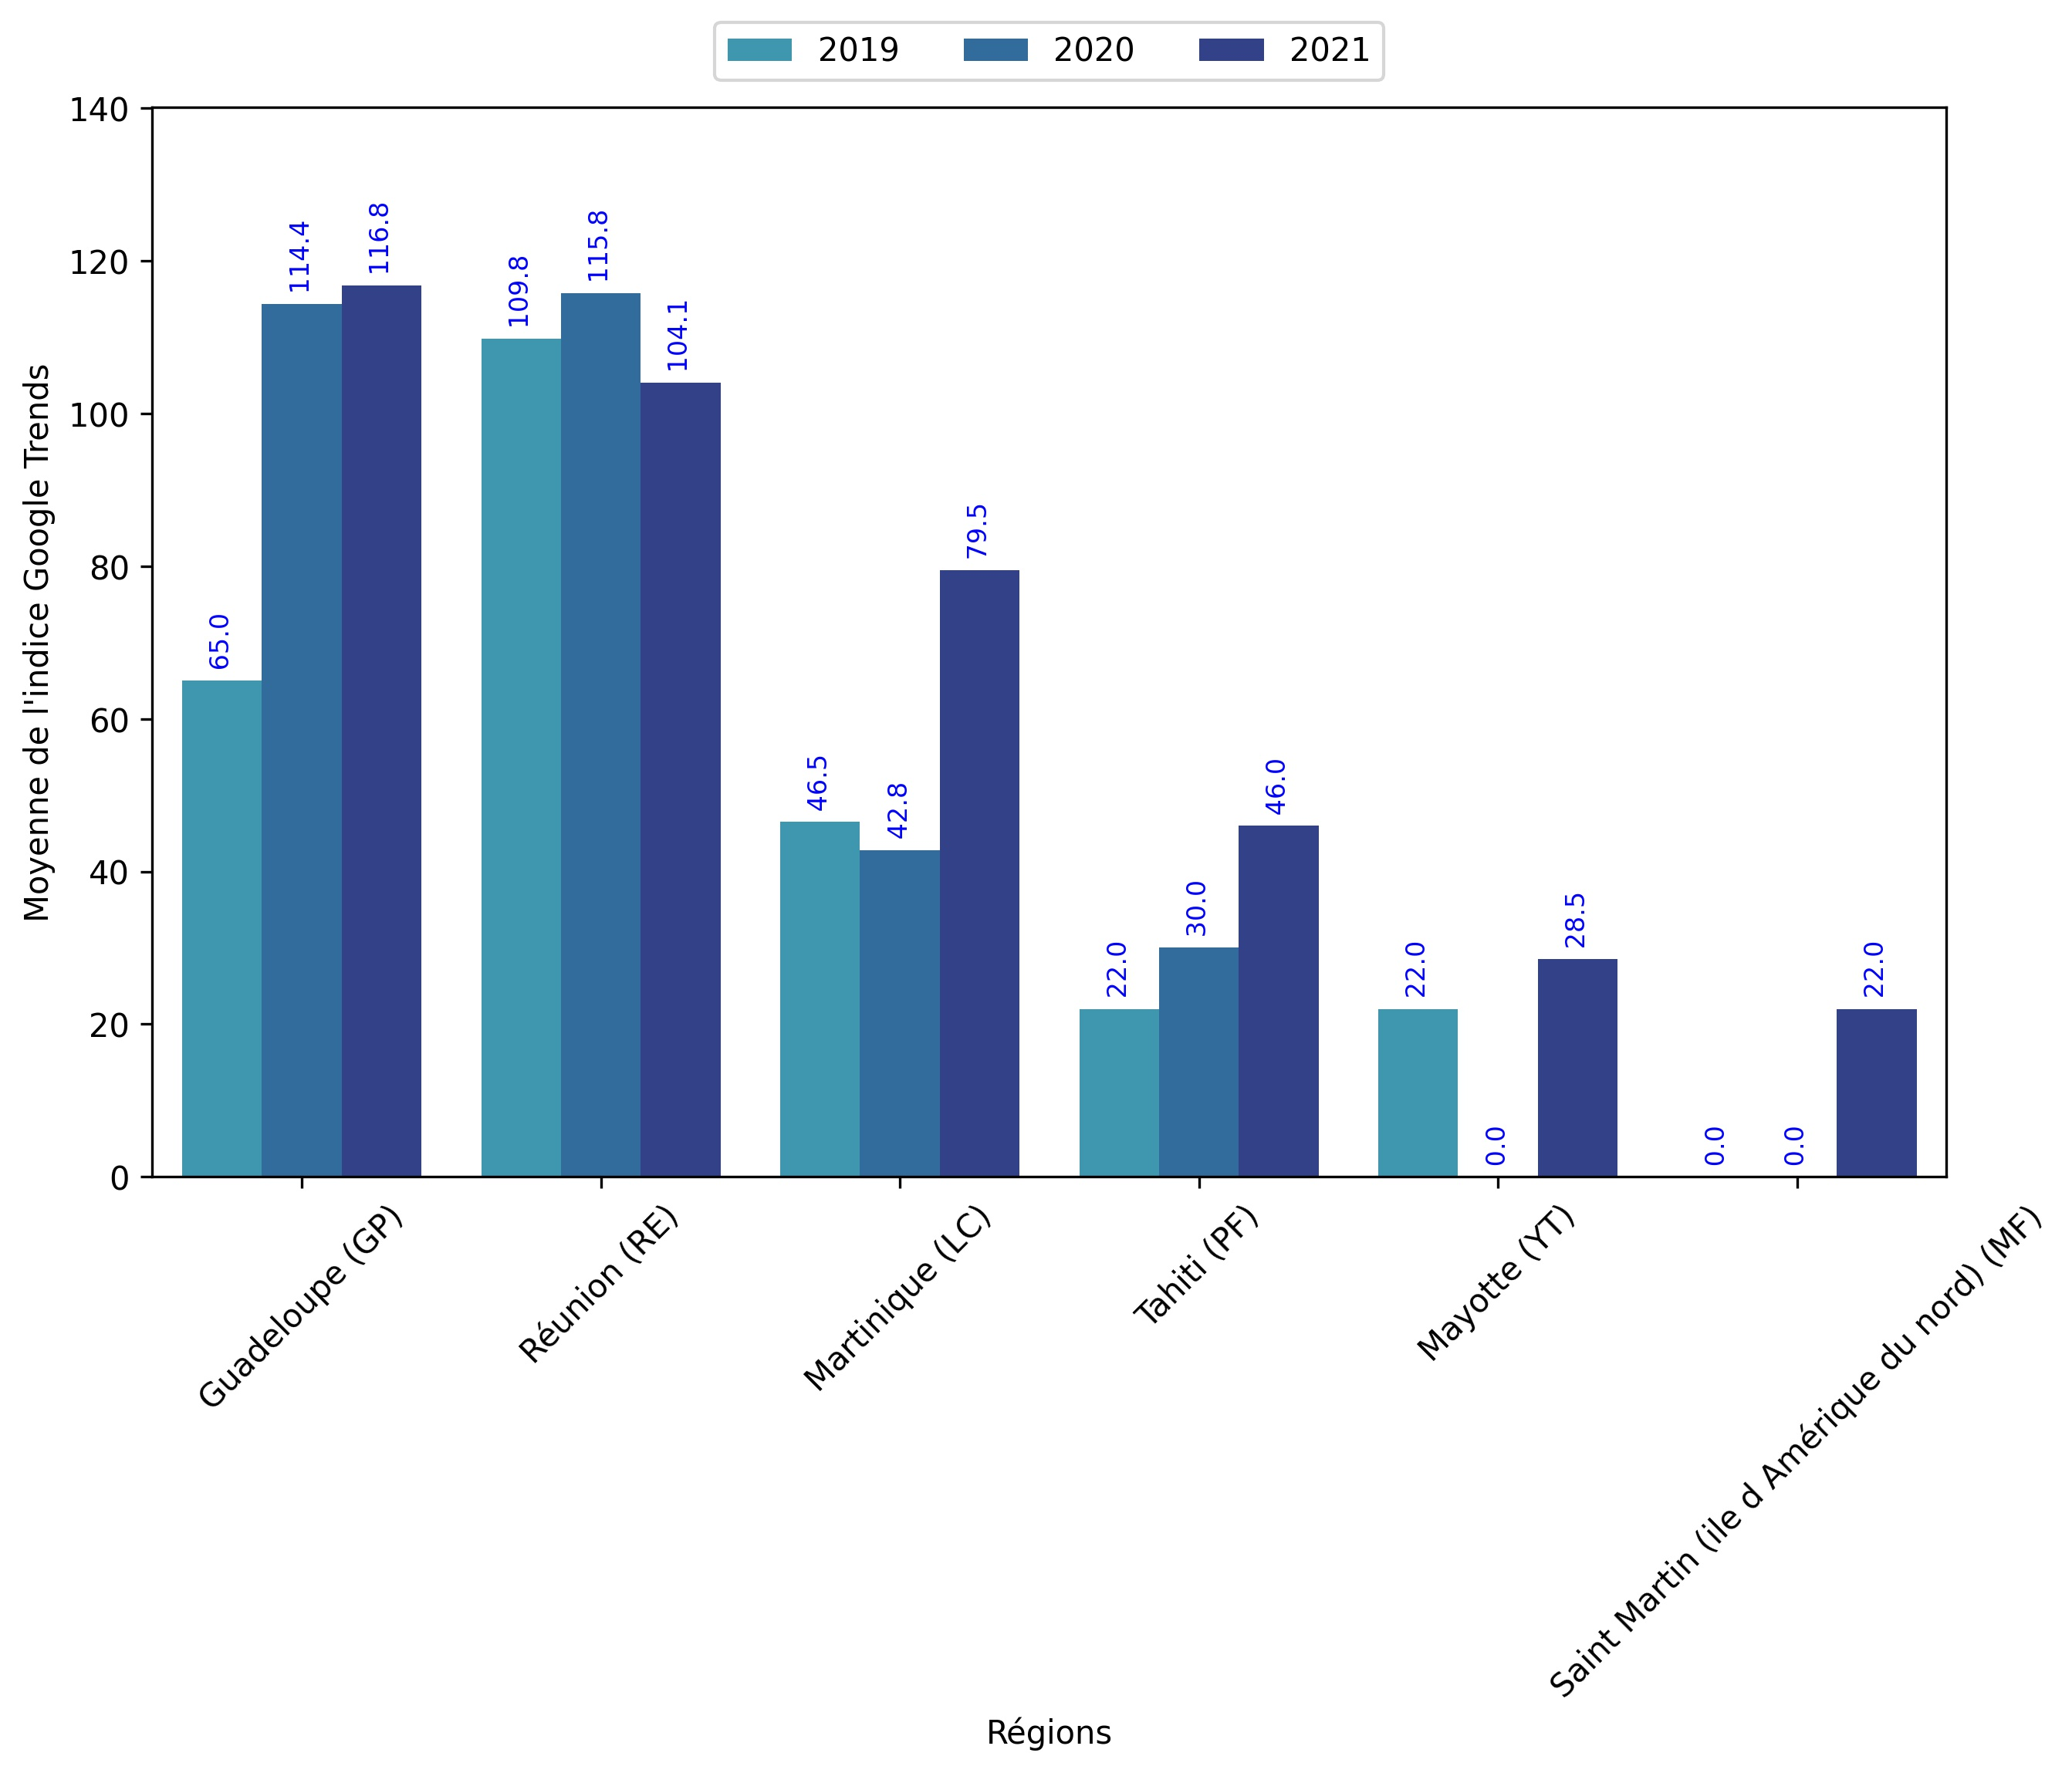 2019 2020 2021
Moyenne de l'indice Google Trends
140
120
100
80
60
40
20
0
65.0
114.4
116.8
109.8
115.8
104.1
46.5
42.8
79.5
22.0
30.0
46.0
22.0
0.0
28.5
0.0
0.0
22.0
Guadeloupe (GP)
Réunion (RE)
Martinique (LC)
Tahiti (PF)
Mayotte (YT)
Saint Martin (ile d Amérique du nord) (MF)
Régions